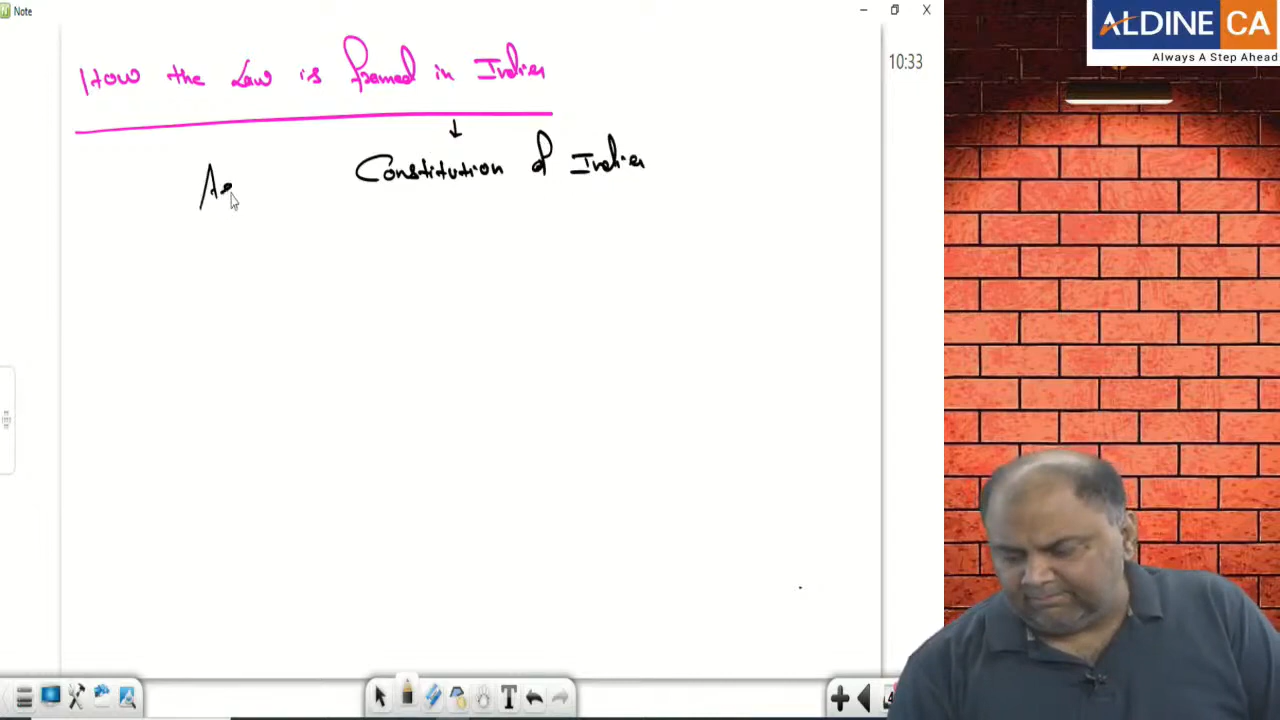 Note
ALDINE CA
Always A Step Ahead
10:33
How the Law is framed in India
Constitution of India